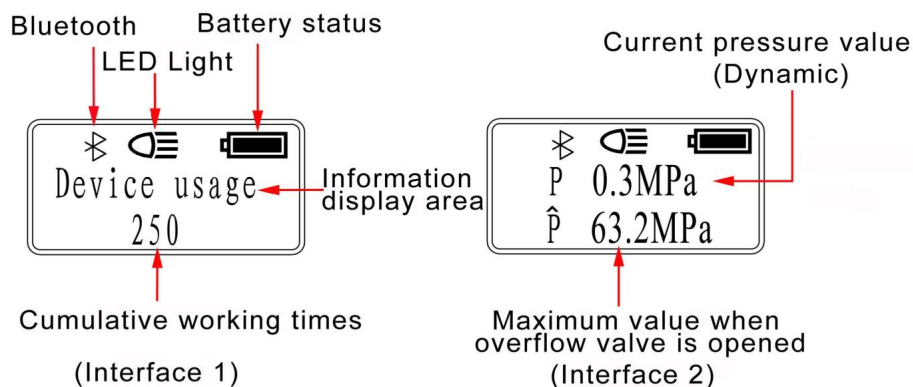 Bluetooth
Battery status
LED Light
Current pressure value
(Dynamic)
Device usage
250
Information
display area
P 0.3MPa
P̂ 63.2MPa
Cumulative working times
(Interface 1)
Maximum value when
overflow valve is opened
(Interface 2)